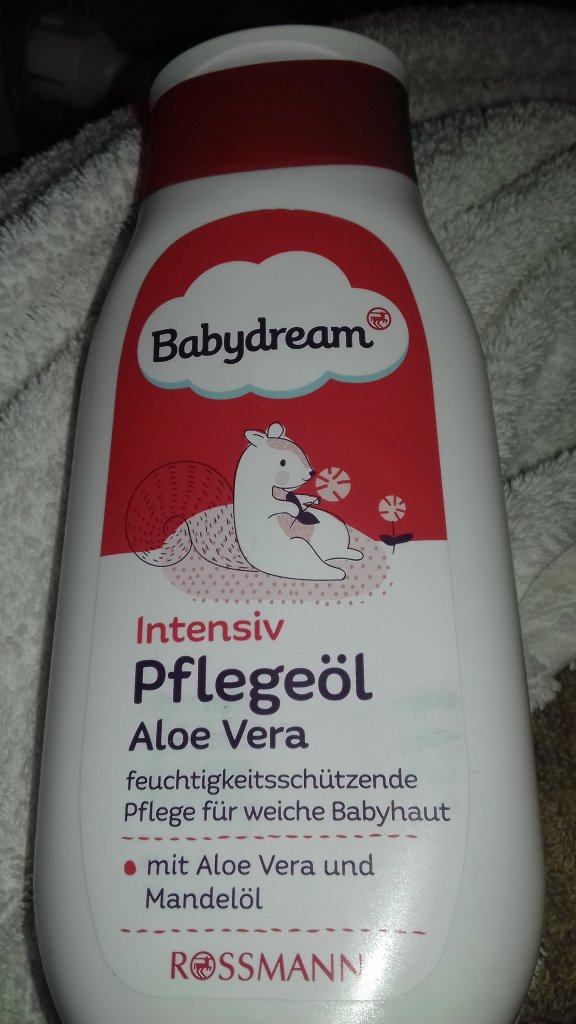 Babydream
Intensiv
Pflegeöl
Aloe Vera
feuchtigkeitsschützende
Pflege für weiche Babyhaut
mit Aloe Vera und
Mandelöl
ROSSMANN